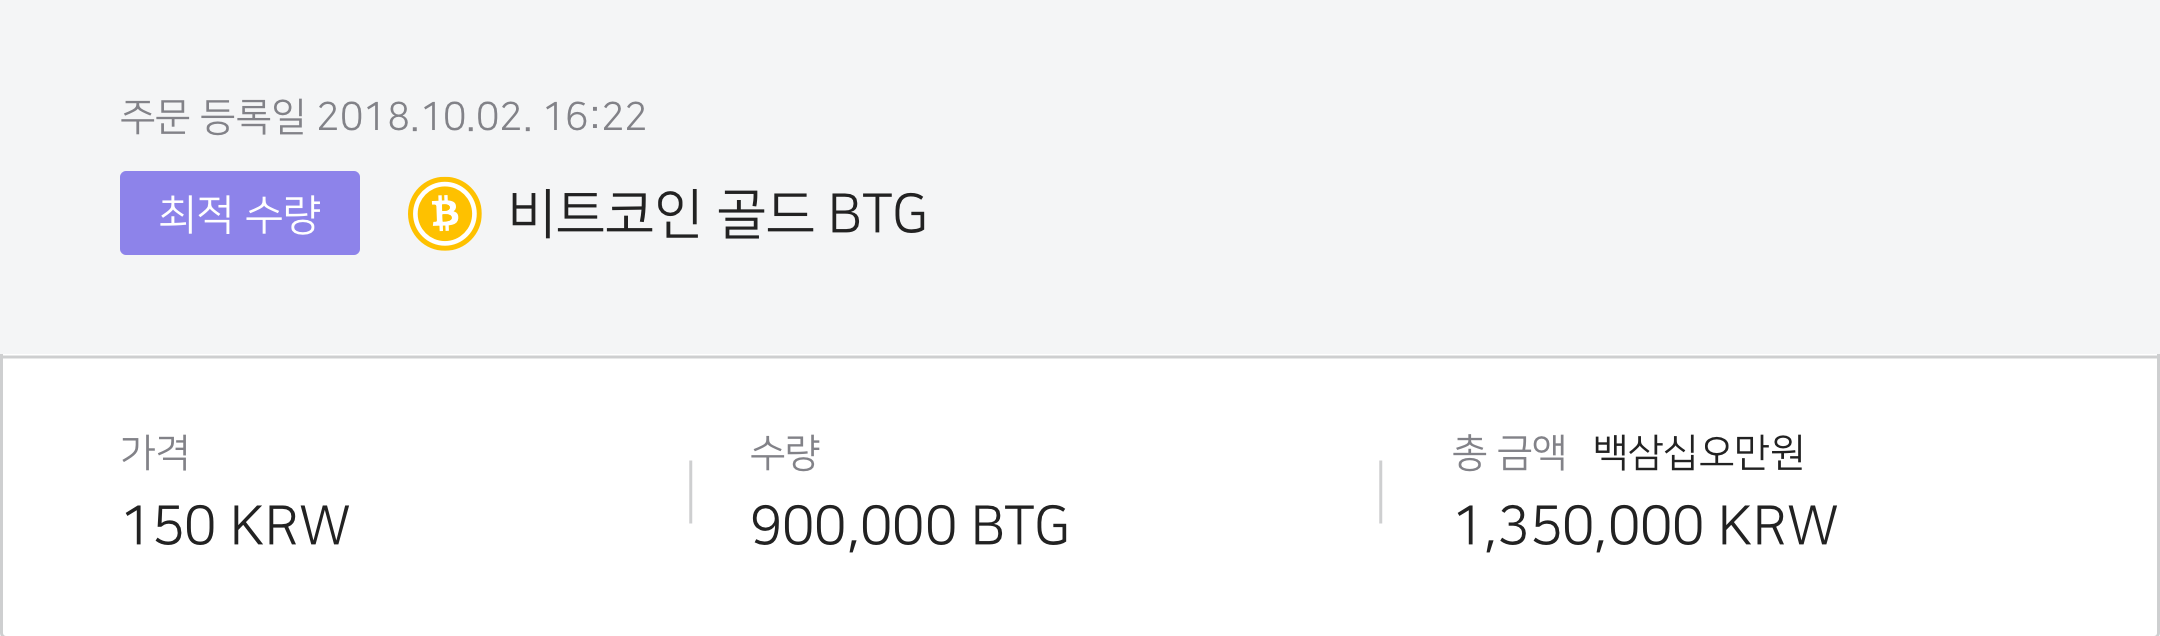 주문 등록일 2018.10.02. 16:22
최적 수량 비트코인 골드 BTG
가격 수량 총 금액 백삼십오만원
150 KRW 900,000 BTG 1,350,000 KRW